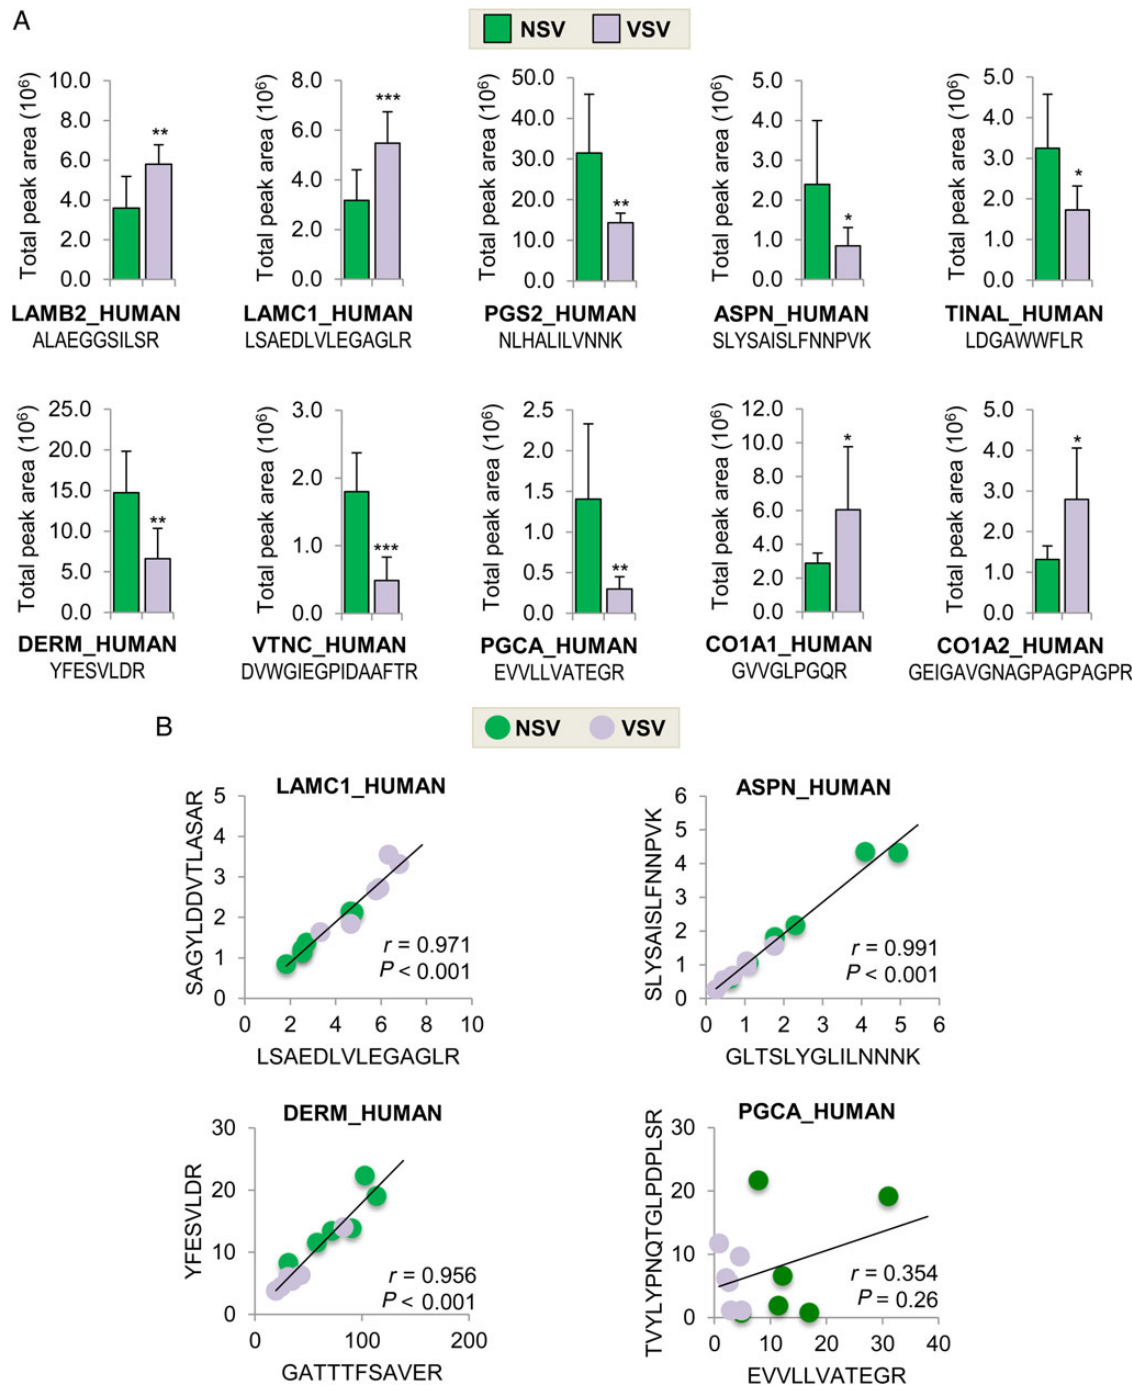 A
NSV VSV
Total peak area (10⁶)
10.0
8.0
6.0
4.0
2.0
0.0
**
LAMB2_HUMAN
ALAEGGSILSR
Total peak area (10⁶)
8.0
6.0
4.0
2.0
0.0
***
LAMC1_HUMAN
LSAEDLVLEGAGLR
Total peak area (10⁶)
50.0
40.0
30.0
20.0
10.0
0.0
**
PGS2_HUMAN
NLHALILVNNK
Total peak area (10⁶)
5.0
4.0
3.0
2.0
1.0
0.0
*
ASPN_HUMAN
SLYSAISLFNNPVK
Total peak area (10⁶)
5.0
4.0
3.0
2.0
1.0
0.0
*
TINAL_HUMAN
LDGAWWFLR
Total peak area (10⁶)
25.0
20.0
15.0
10.0
5.0
0.0
**
DERM_HUMAN
YFESVLDR
Total peak area (10⁶)
3.0
2.0
1.0
0.0
***
VTNC_HUMAN
DVWGIEGPIDAAFTR
Total peak area (10⁶)
2.5
2.0
1.5
1.0
0.5
0.0
**
PGCA_HUMAN
EVVLLVATEGR
Total peak area (10⁶)
12.0
10.0
8.0
6.0
4.0
2.0
0.0
*
CO1A1_HUMAN
GVVGLPGQR
Total peak area (10⁶)
5.0
4.0
3.0
2.0
1.0
0.0
*
CO1A2_HUMAN
GEIGAVGNAGPAGPAGPR
B
NSV VSV
LAMC1_HUMAN
SAGYLDDVTLASAR
5
4
3
2
1
0
r = 0.971
P < 0.001
0 2 4 6 8 10
LSAEDLVLEGAGLR
ASPN_HUMAN
SLYSAISLFNNPVK
6
5
4
3
2
1
0
r = 0.991
P < 0.001
0 1 2 3 4 5 6
GLTSLYGLILNNNK
DERM_HUMAN
YFESVLDR
30
20
10
0
r = 0.956
P < 0.001
0 100 200
GATTTFSAVER
PGCA_HUMAN
TVYLYPNQTGLPDPLSR
30
20
10
0
r = 0.354
P = 0.26
0 10 20 30 40
EVVLLVATEGR